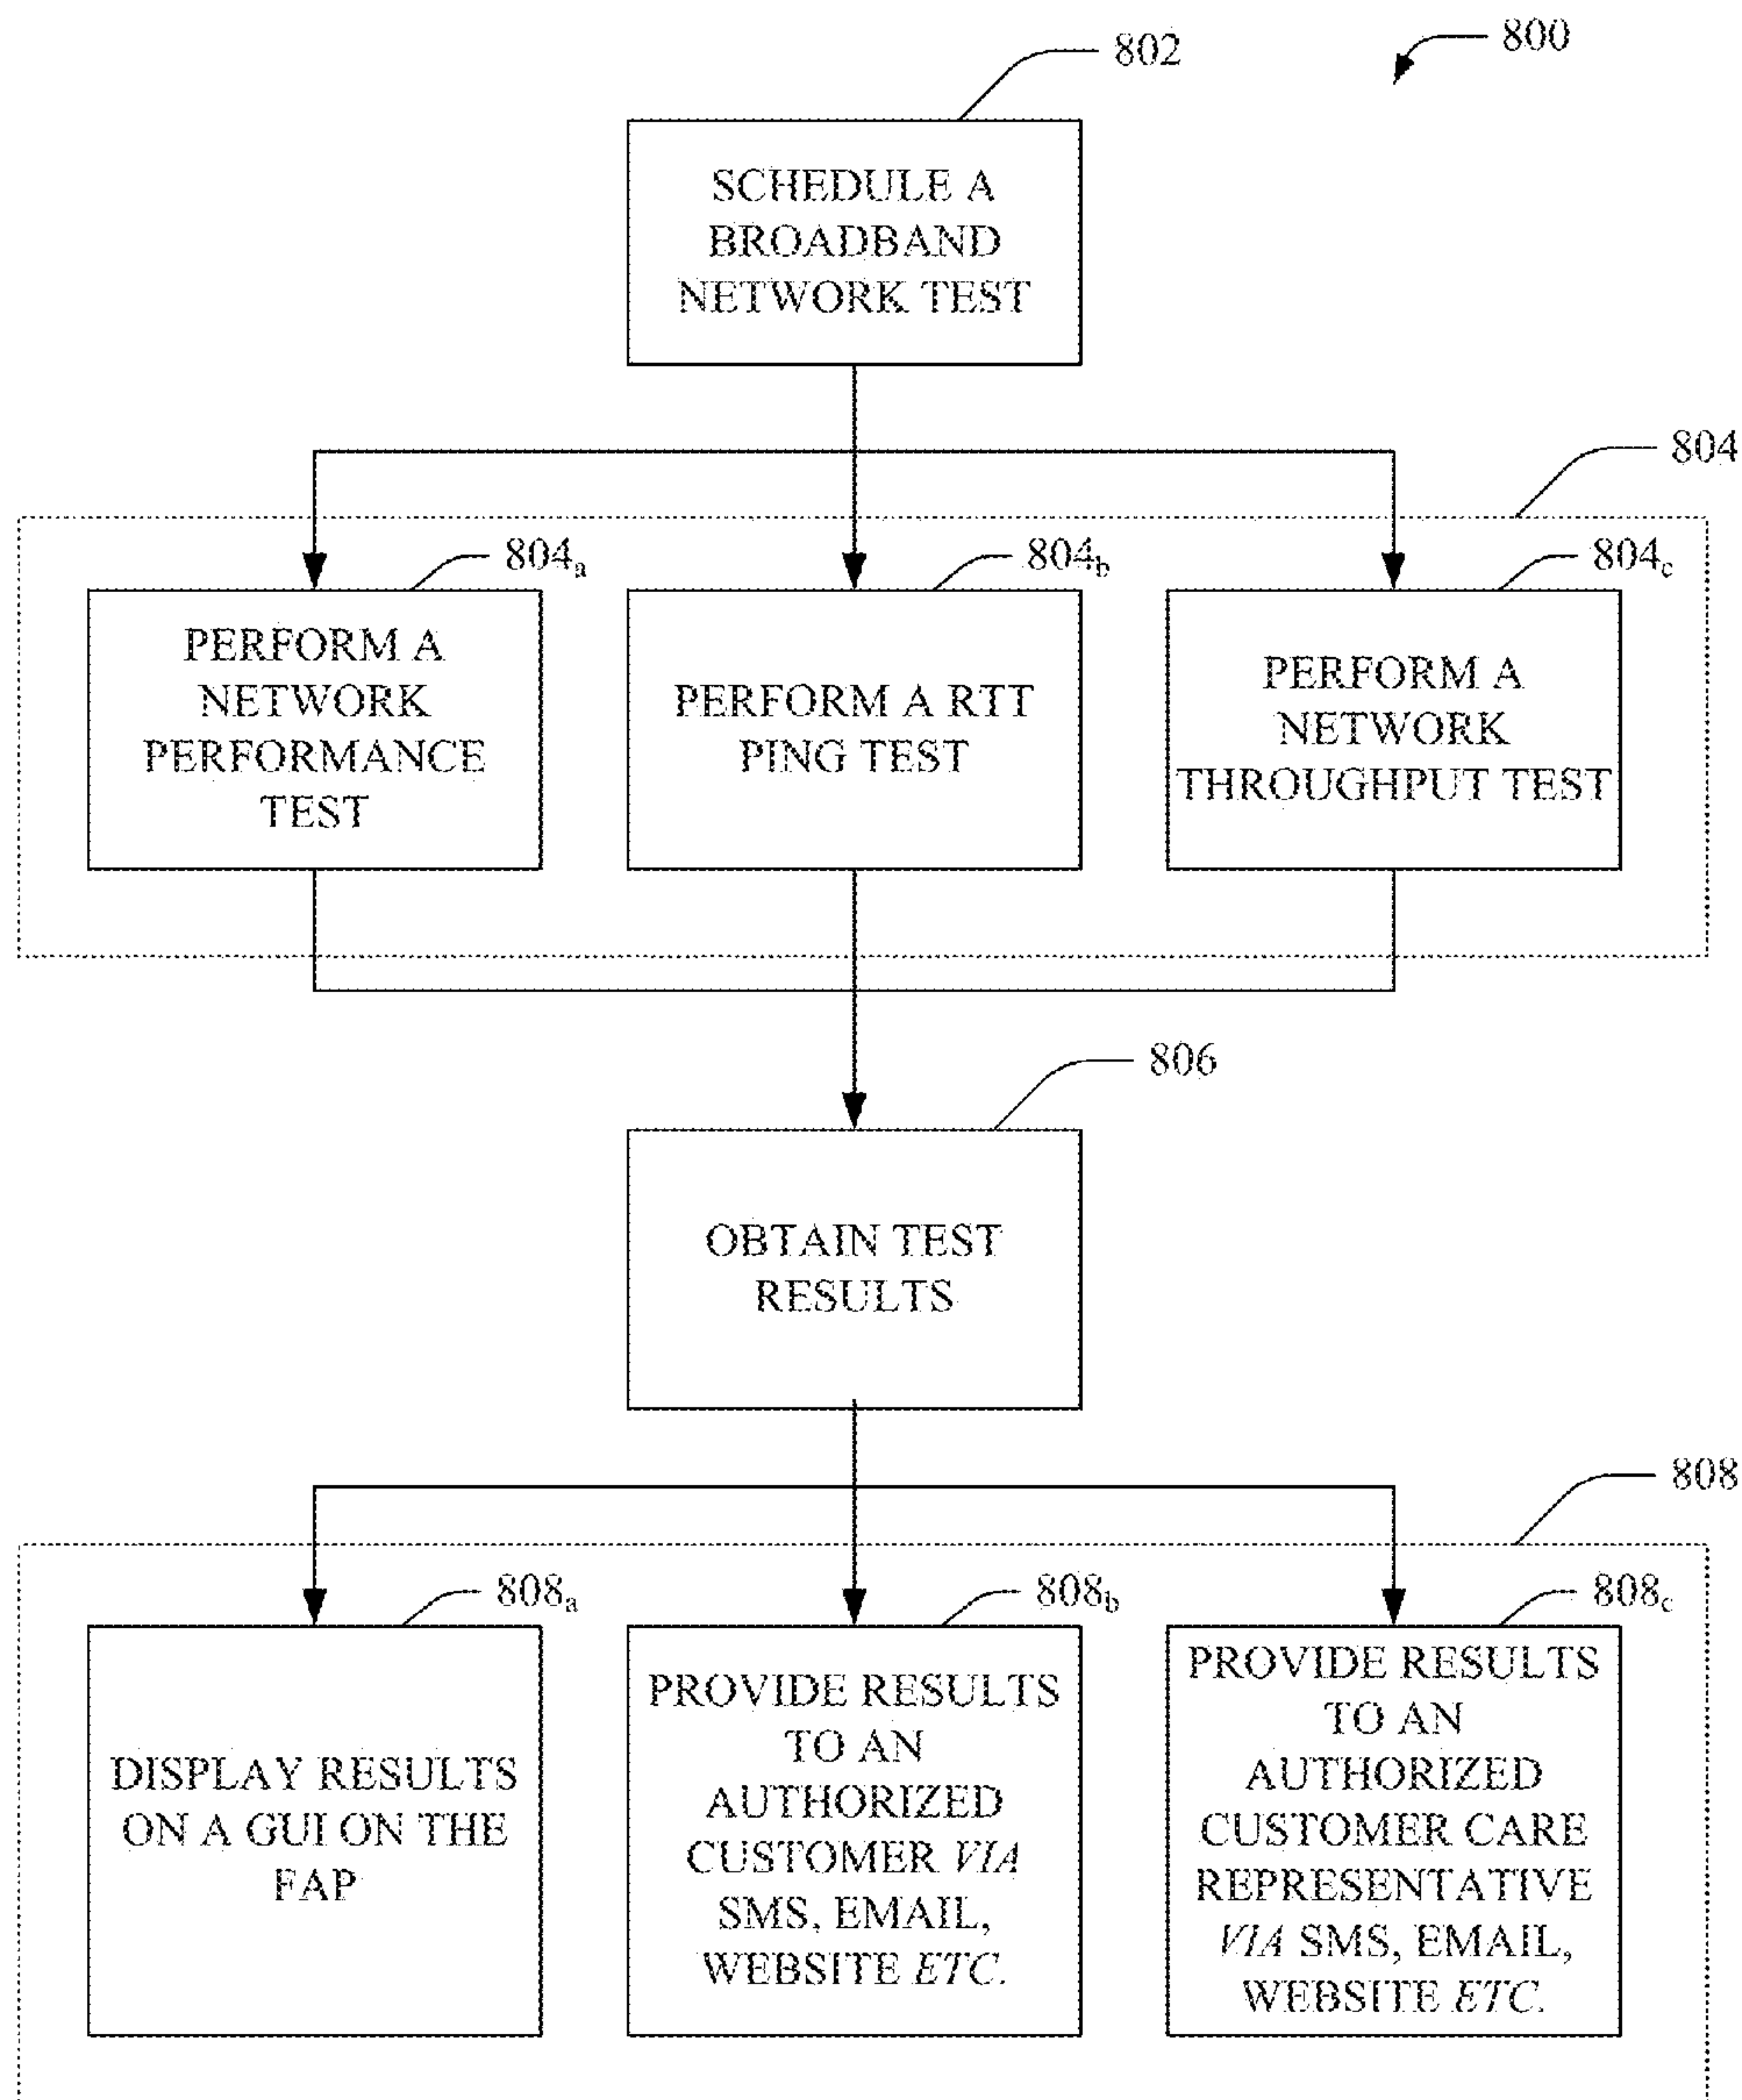 800
802
SCHEDULE A
BROADBAND
NETWORK TEST
804
804a
PERFORM A
NETWORK
PERFORMANCE
TEST
804b
PERFORM A RTT
PING TEST
804c
PERFORM A
NETWORK
THROUGHPUT TEST
806
OBTAIN TEST
RESULTS
808
808a
DISPLAY RESULTS
ON A GUI ON THE
FAP
808b
PROVIDE RESULTS
TO AN
AUTHORIZED
CUSTOMER VIA
SMS, EMAIL,
WEBSITE ETC.
808c
PROVIDE RESULTS
TO AN
AUTHORIZED
CUSTOMER CARE
REPRESENTATIVE
VIA SMS, EMAIL,
WEBSITE ETC.